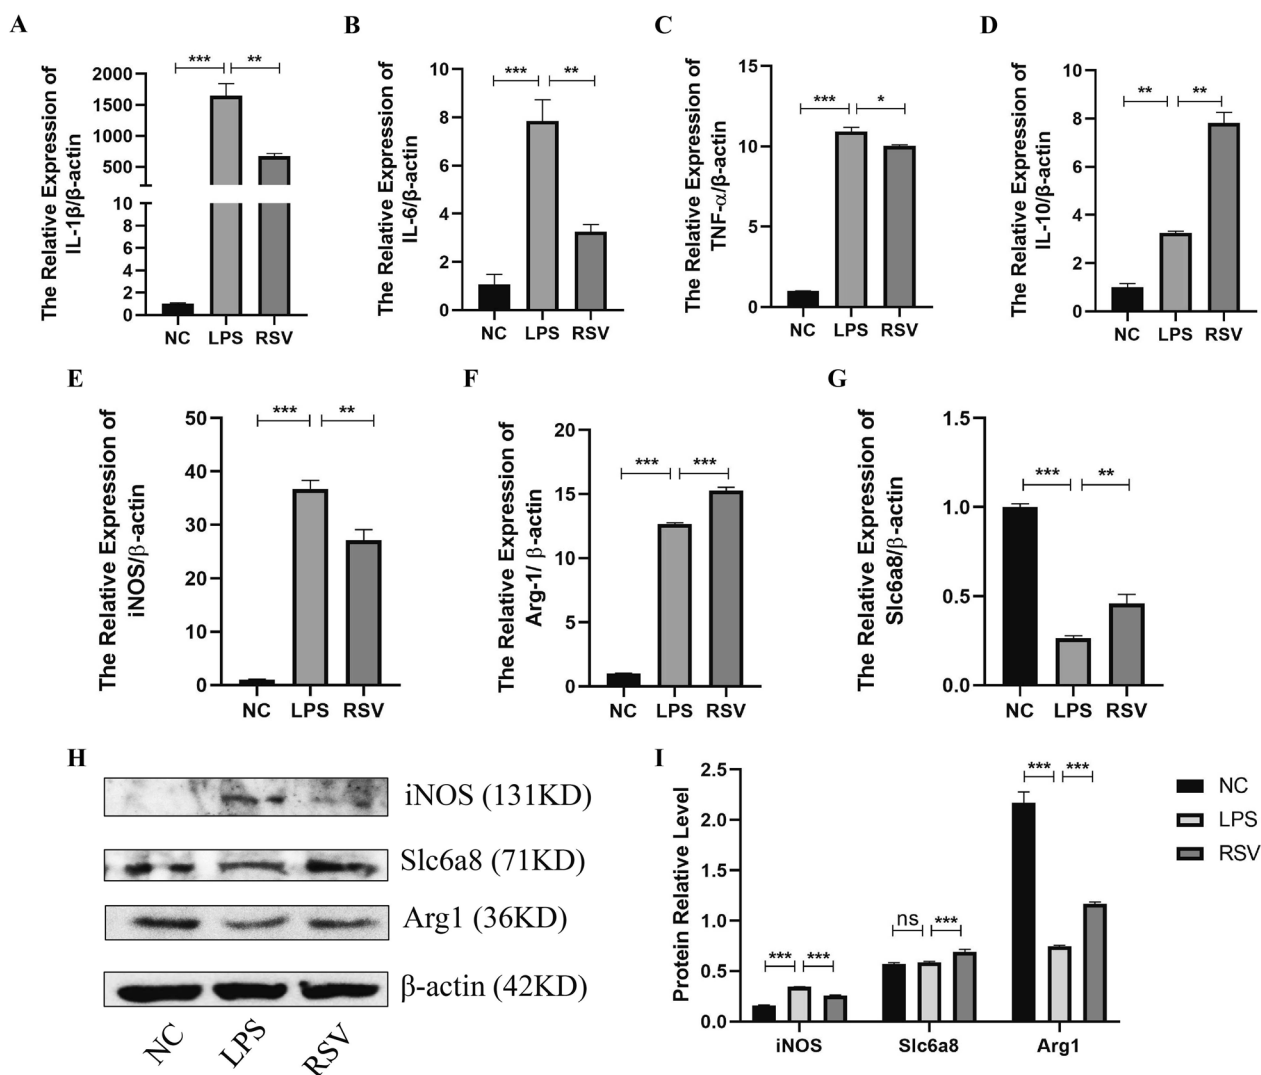 A
The Relative Expression of
IL-1β/β-actin
2000
1500
1000
500
10
8
6
4
2
0
***
**
NC
LPS
RSV
B
The Relative Expression of
IL-6/β-actin
10
8
6
4
2
0
***
**
NC
LPS
RSV
C
The Relative Expression of
TNF-α/β-actin
15
10
5
0
***
*
NC
LPS
RSV
D
The Relative Expression of
IL-10/β-actin
10
8
6
4
2
0
**
**
NC
LPS
RSV
E
The Relative Expression of
iNOS/β-actin
50
40
30
20
10
0
***
**
NC
LPS
RSV
F
The Relative Expression of
Arg-1/ β-actin
20
15
10
5
0
***
***
NC
LPS
RSV
G
The Relative Expression of
Slc6a8/β-actin
1.5
1.0
0.5
0.0
***
**
NC
LPS
RSV
H
iNOS (131KD)
Slc6a8 (71KD)
Arg1 (36KD)
β-actin (42KD)
NC
LPS
RSV
I
Protein Relative Level
2.5
2.0
1.5
1.0
0.5
0.0
***
***
ns
***
***
***
iNOS
Slc6a8
Arg1
NC
LPS
RSV